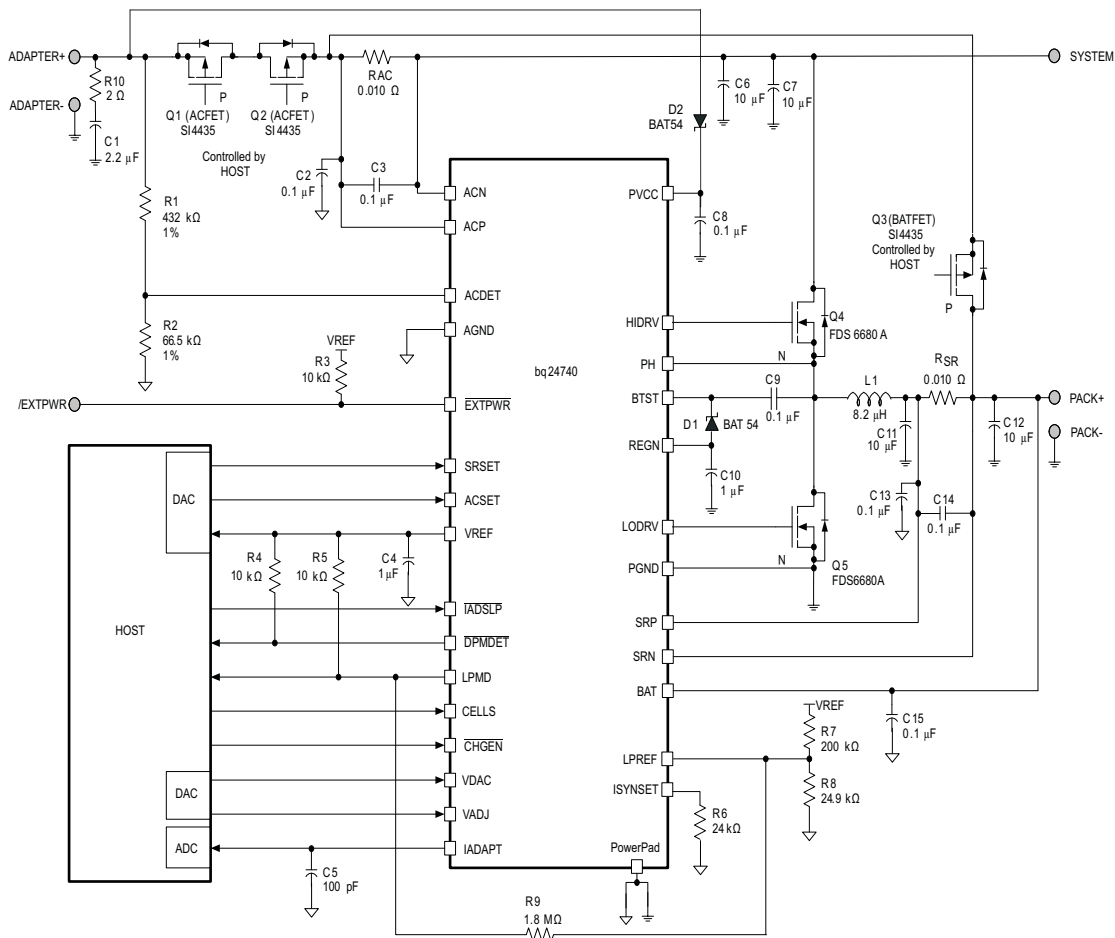 ADAPTER+
R10
2 Ω
ADAPTER-
C1
2.2 µF
P
Q1 (ACFET)
SI4435
P
Q2 (ACFET)
SI4435
Controlled by
HOST
RAC
0.010 Ω
C6
10 µF
C7
10 µF
SYSTEM
D2
BAT54
R1
432 kΩ
1%
C2
0.1 µF
C3
0.1 µF
ACN
ACP
PVCC
C8
0.1 µF
Q3(BATFET)
SI4435
Controlled by
HOST
P
R2
66.5 kΩ
1%
ACDET
AGND
VREF
R3
10 kΩ
/EXTPWR
EXTPWR
bq24740
HIDRV
Q4
FDS 6680 A
N
PH
BTST
C9
0.1 µF
D1
BAT 54
REGN
C10
1 µF
L1
8.2 µH
RSR
0.010 Ω
C11
10 µF
C12
10 µF
PACK+
PACK-
C13
0.1 µF
C14
0.1 µF
LODRV
N
Q5
FDS6680A
PGND
HOST
DAC
SRSET
ACSET
VREF
R4
10 kΩ
R5
10 kΩ
C4
1 µF
IADSLP
DPMDET
LPMD
CELLS
CHGEN
DAC
VDAC
VADJ
ADC
IADAPT
C5
100 pF
SRP
SRN
BAT
C15
0.1 µF
VREF
R7
200 kΩ
LPREF
R8
24.9 kΩ
ISYNSET
R6
24 kΩ
PowerPad
R9
1.8 MΩ